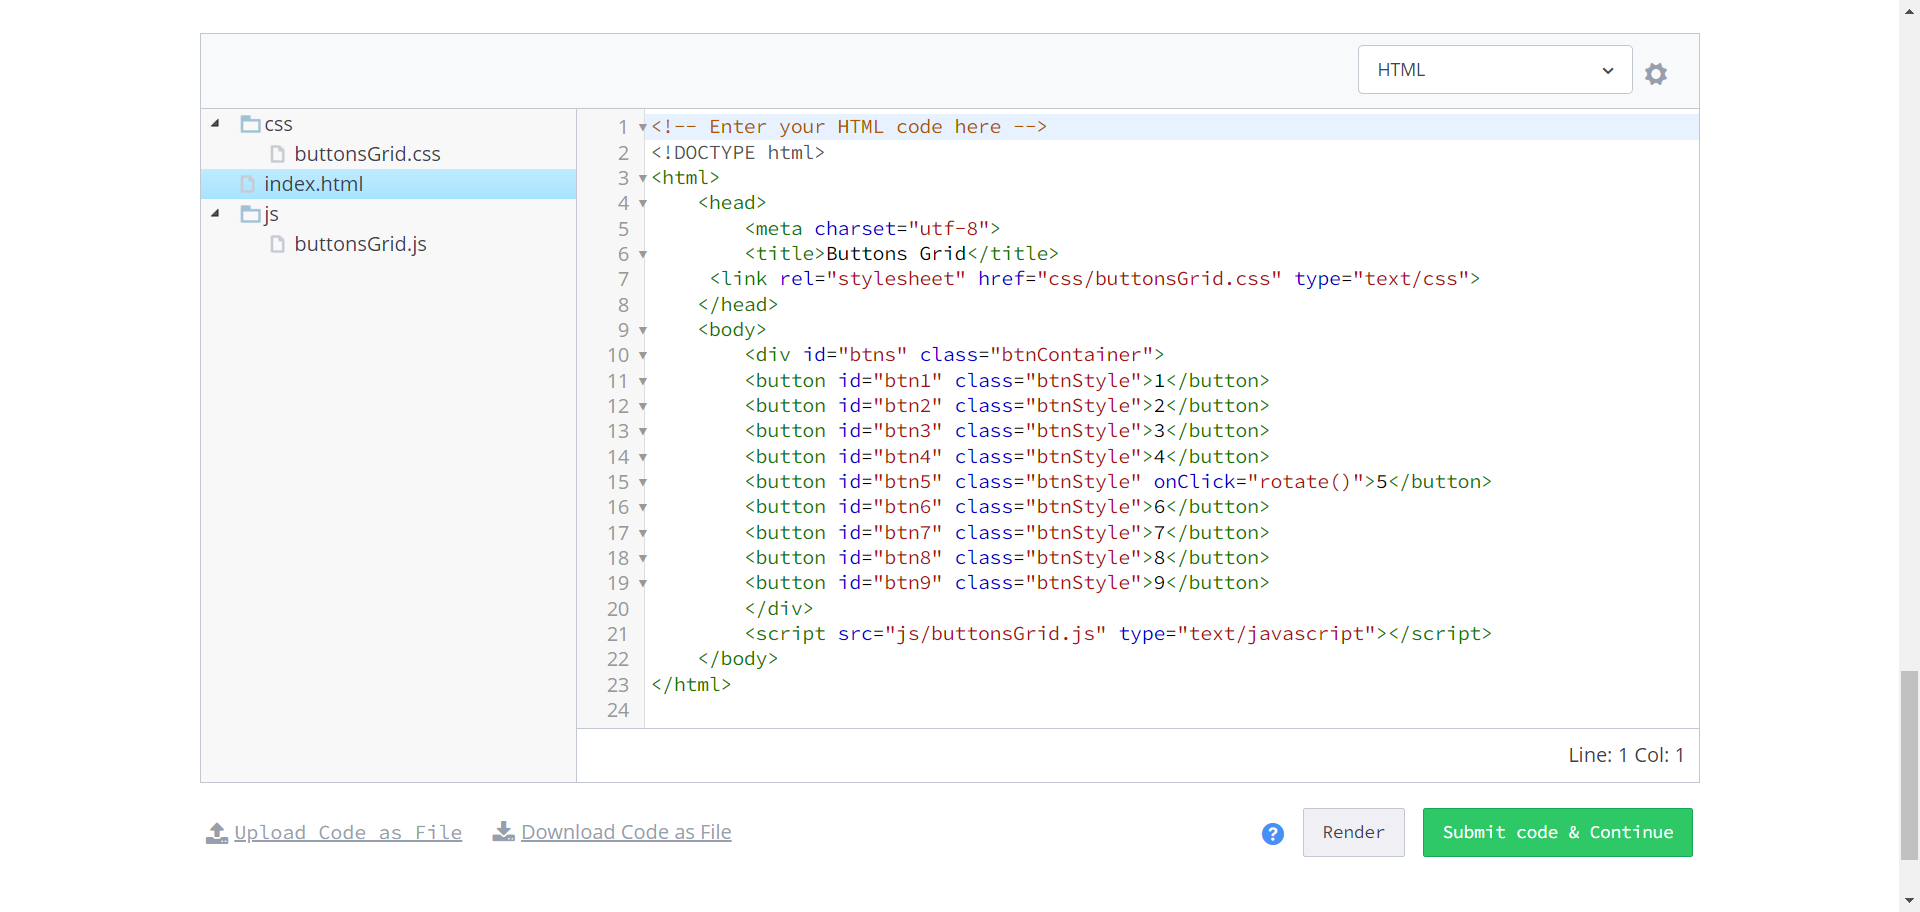 HTML
css
buttonsGrid.css
index.html
js
buttonsGrid.js
1 <!-- Enter your HTML code here -->
2 <!DOCTYPE html>
3 <html>
4 <head>
5 <meta charset="utf-8">
6 <title>Buttons Grid</title>
7 <link rel="stylesheet" href="css/buttonsGrid.css" type="text/css">
8 </head>
9 <body>
10 <div id="btns" class="btnContainer">
11 <button id="btn1" class="btnStyle">1</button>
12 <button id="btn2" class="btnStyle">2</button>
13 <button id="btn3" class="btnStyle">3</button>
14 <button id="btn4" class="btnStyle">4</button>
15 <button id="btn5" class="btnStyle" onClick="rotate()">5</button>
16 <button id="btn6" class="btnStyle">6</button>
17 <button id="btn7" class="btnStyle">7</button>
18 <button id="btn8" class="btnStyle">8</button>
19 <button id="btn9" class="btnStyle">9</button>
20 </div>
21 <script src="js/buttonsGrid.js" type="text/javascript"></script>
22 </body>
23 </html>
24
Line: 1 Col: 1
Upload Code as File Download Code as File ? Render Submit code & Continue